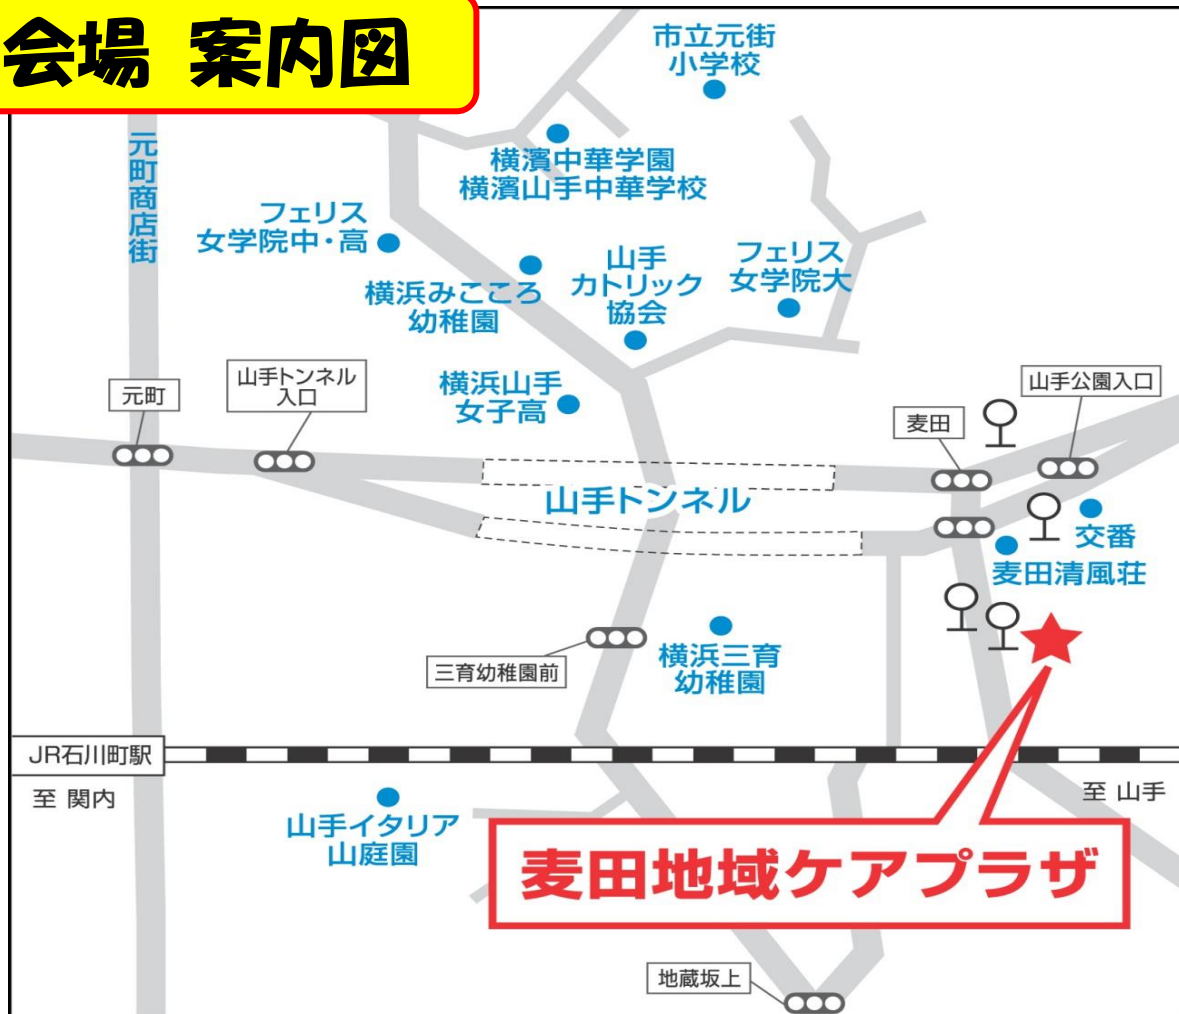 会場 案内図
市立元街
小学校
元町商店街
横濱中華学園
横濱山手中華学校
フェリス
女学院中・高
横浜みこころ
幼稚園
山手
カトリック
協会
フェリス
女学院大
元町
山手トンネル
入口
横浜山手
女子高
麦田
山手公園入口
山手トンネル
交番
麦田清風荘
三育幼稚園前
横浜三育
幼稚園
JR石川町駅
至 関内
至 山手
山手イタリア
山庭園
麦田地域ケアプラザ
地蔵坂上